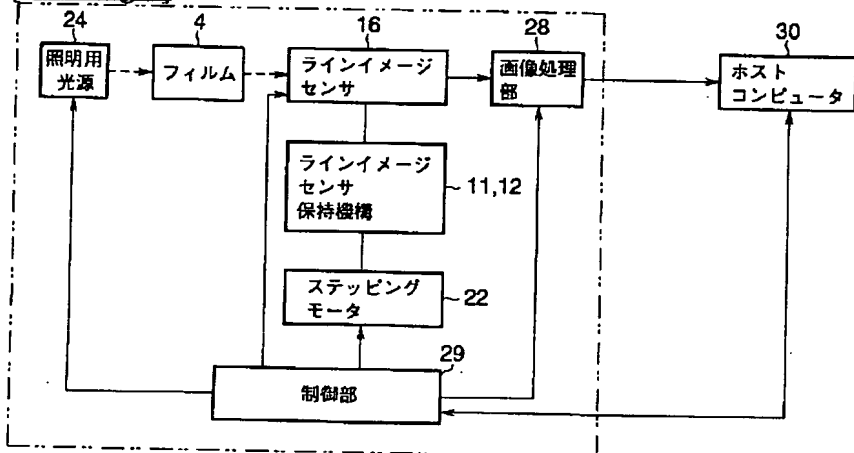 24
4
16
28
30
照明用
光源
フィルム
ラインイメージ
センサ
画像処理
部
ホスト
コンピュータ
ラインイメージ
センサ
保持機構
11,12
ステッピング
モータ
22
29
制御部